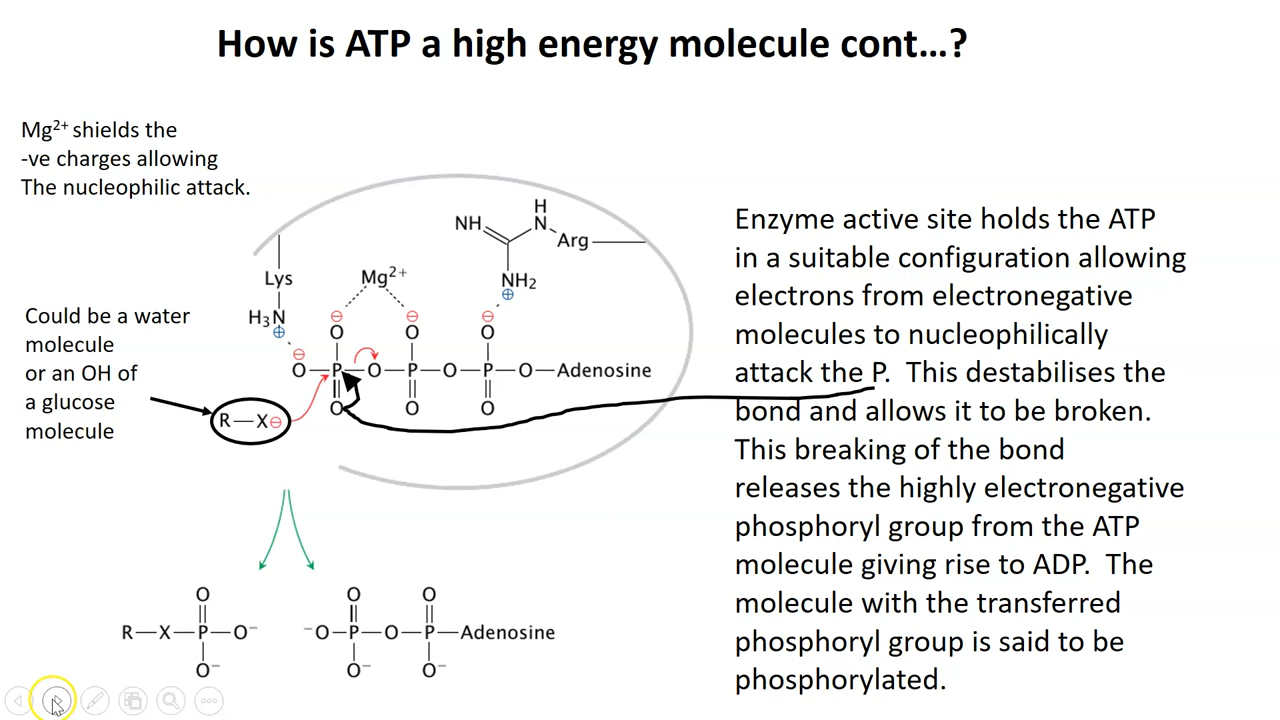 How is ATP a high energy molecule cont…?
Mg²⁺ shields the
-ve charges allowing
The nucleophilic attack.
Could be a water
molecule
or an OH of
a glucose
molecule
H
NH
N
Arg
NH2
⊕
Lys
Mg²⁺
H₃N
⊕
⊖ ⊖ ⊖
O O O
⊖
O—P—O—P—O—P—O—Adenosine
O O O
R—X⊖
O O O
R—X—P—O⁻ ⁻O—P—O—P—Adenosine
O⁻ O⁻ O⁻
Enzyme active site holds the ATP
in a suitable configuration allowing
electrons from electronegative
molecules to nucleophilically
attack the P. This destabilises the
bond and allows it to be broken.
This breaking of the bond
releases the highly electronegative
phosphoryl group from the ATP
molecule giving rise to ADP. The
molecule with the transferred
phosphoryl group is said to be
phosphorylated.